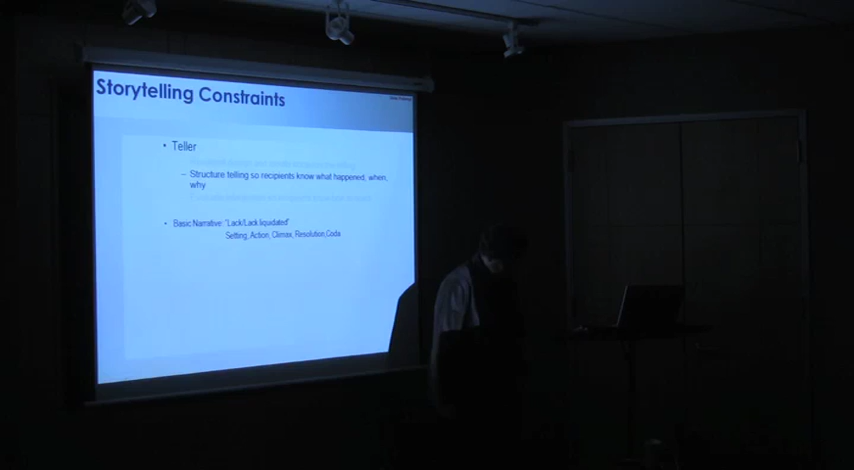 Storytelling Constraints
• Teller
– Structure telling so recipients know what happened, when,
why
• Basic Narrative: "Lack/Lack liquidated"
Setting, Action, Climax, Resolution,Coda